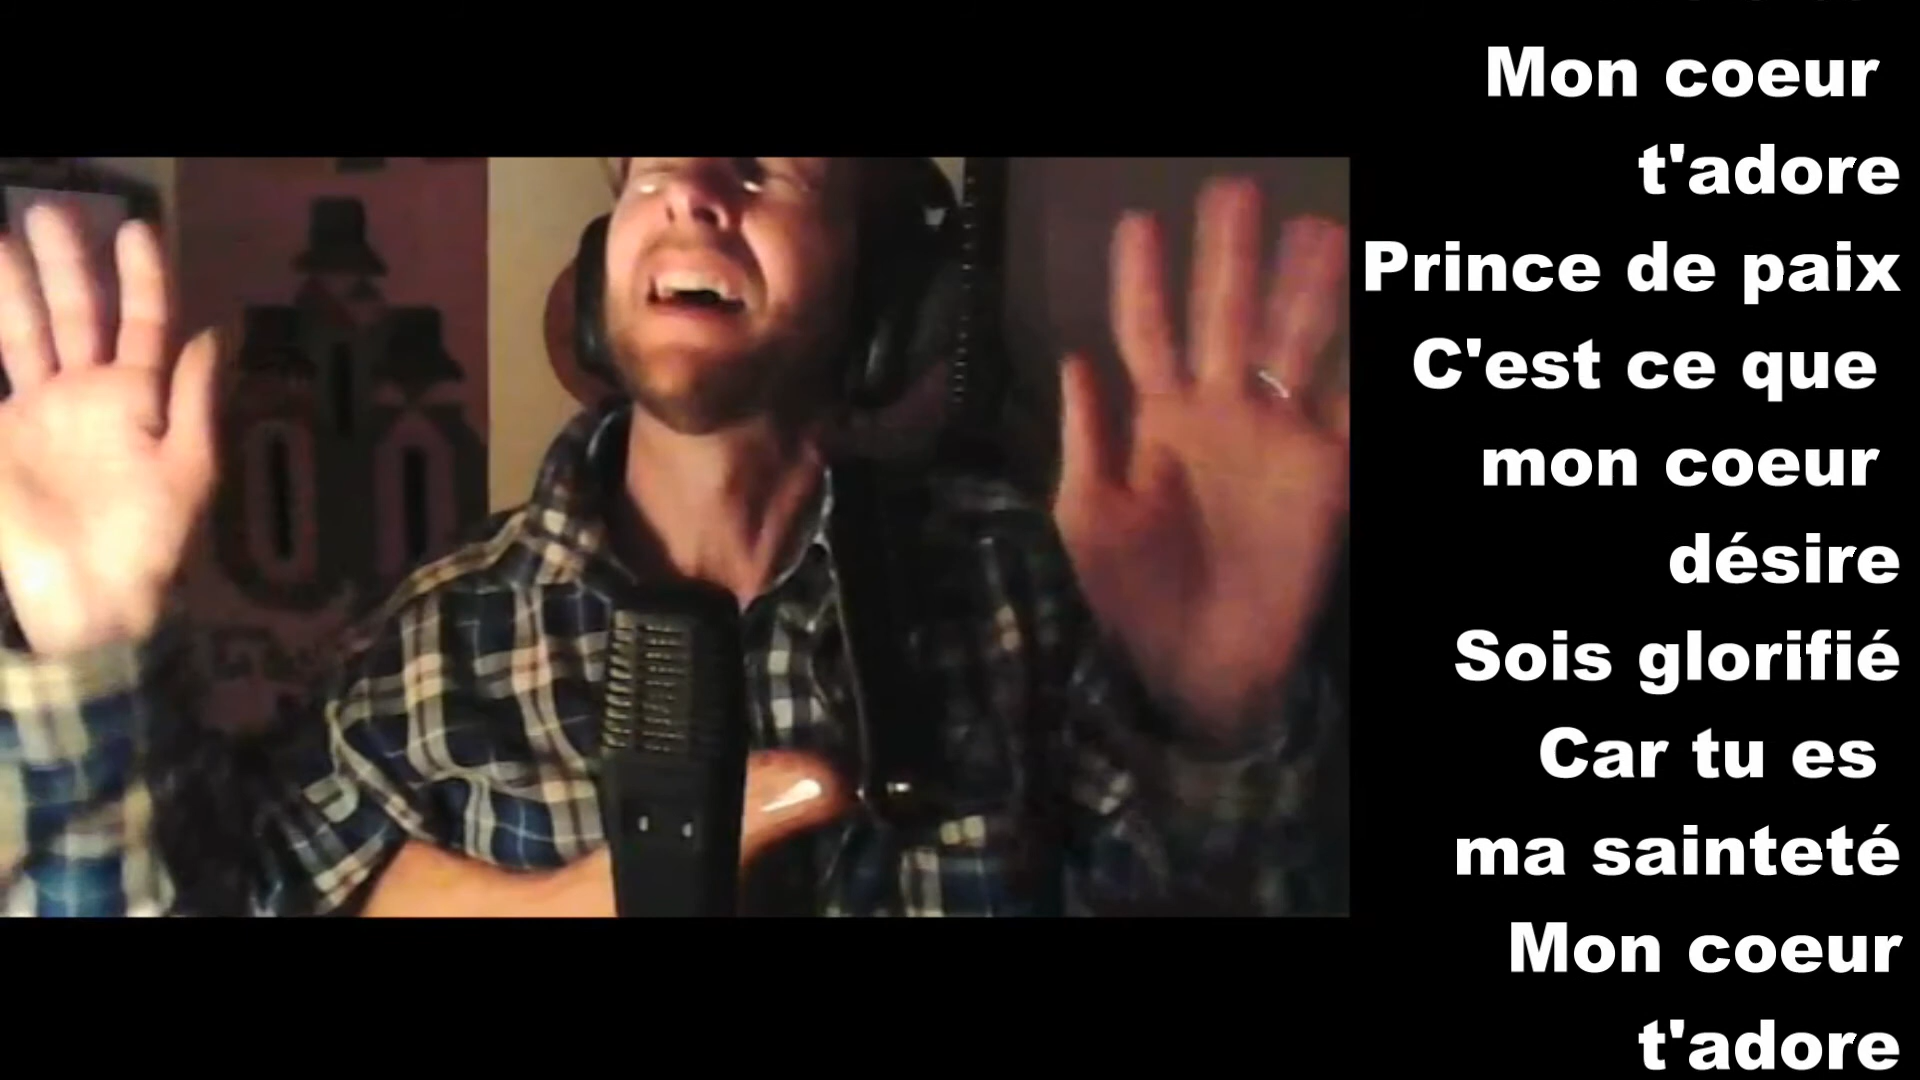 Mon coeur
t'adore
Prince de paix
C'est ce que
mon coeur
désire
Sois glorifié
Car tu es
ma sainteté
Mon coeur
t'adore